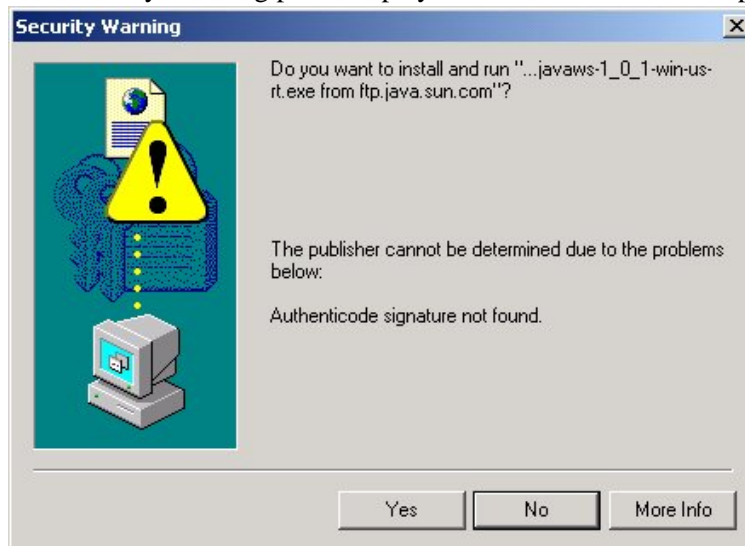 Security Warning
Do you want to install and run "...javaws-1_0_1-win-us-
rt.exe from ftp.java.sun.com"?
The publisher cannot be determined due to the problems
below:
Authenticode signature not found.
Yes
No
More Info